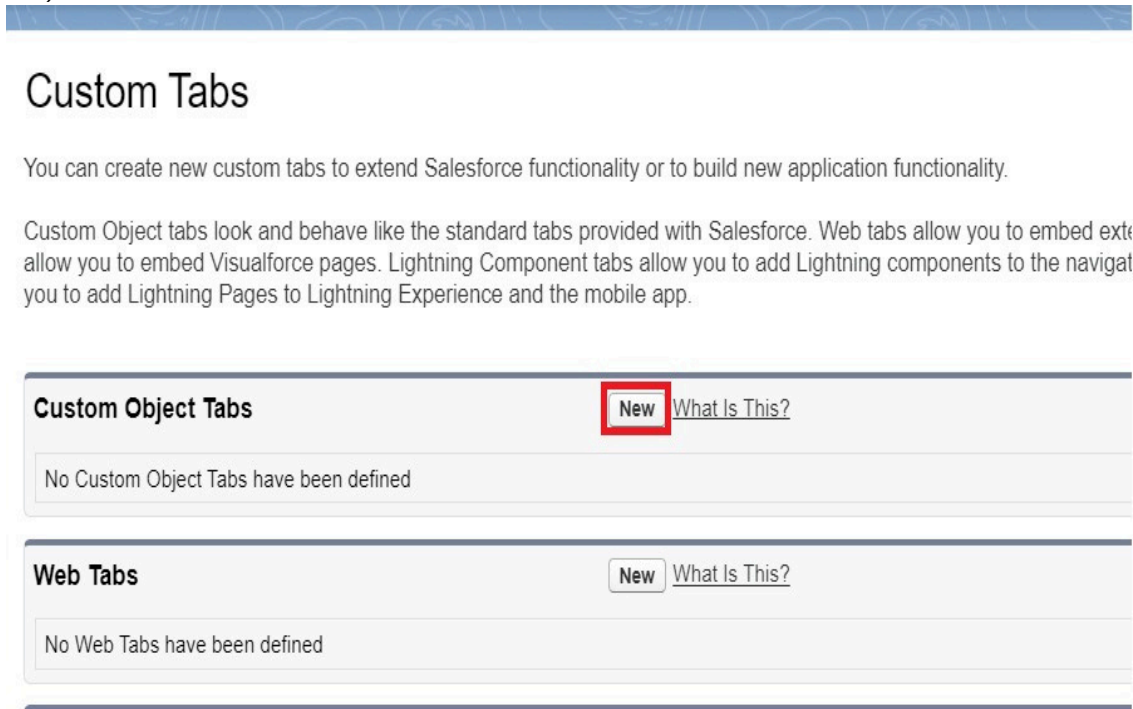 Custom Tabs
You can create new custom tabs to extend Salesforce functionality or to build new application functionality.
Custom Object tabs look and behave like the standard tabs provided with Salesforce. Web tabs allow you to embed
allow you to embed Visualforce pages. Lightning Component tabs allow you to add Lightning components to the
you to add Lightning Pages to Lightning Experience and the mobile app.
Custom Object Tabs New What Is This?
No Custom Object Tabs have been defined
Web Tabs New What Is This?
No Web Tabs have been defined